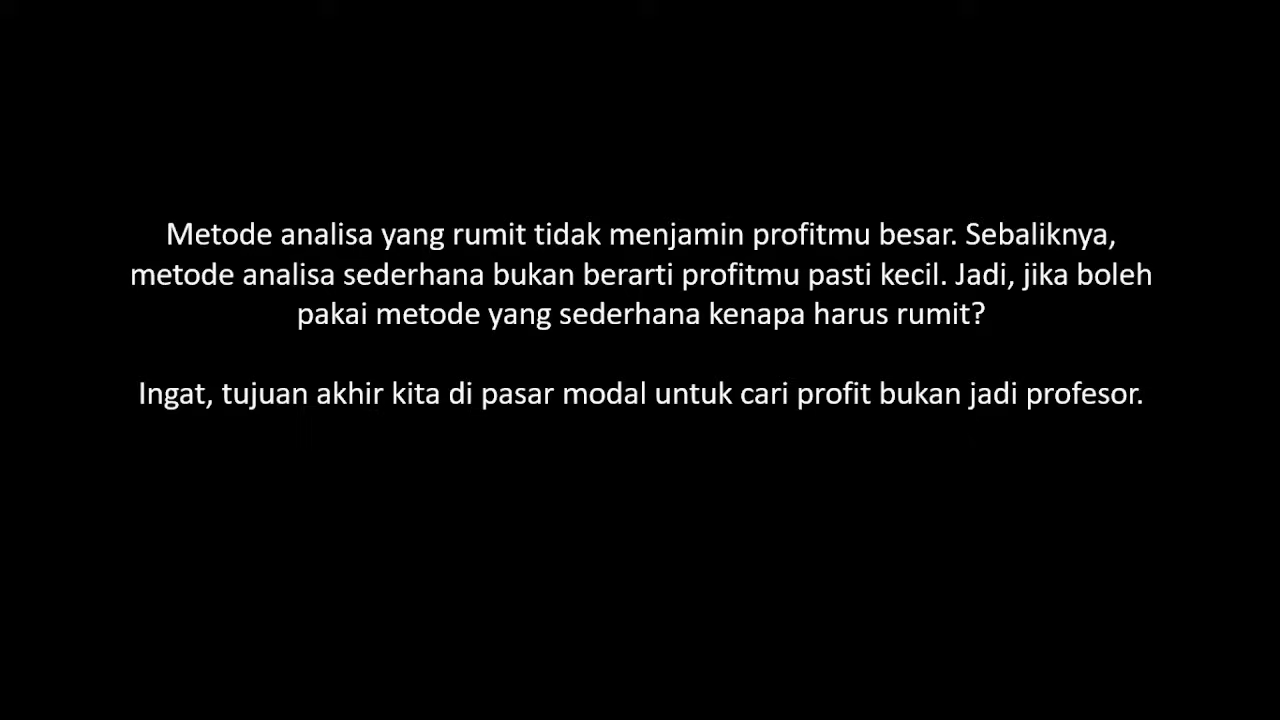 Metode analisa yang rumit tidak menjamin profitmu besar. Sebaliknya,
metode analisa sederhana bukan berarti profitmu pasti kecil. Jadi, jika boleh
pakai metode yang sederhana kenapa harus rumit?
Ingat, tujuan akhir kita di pasar modal untuk cari profit bukan jadi profesor.